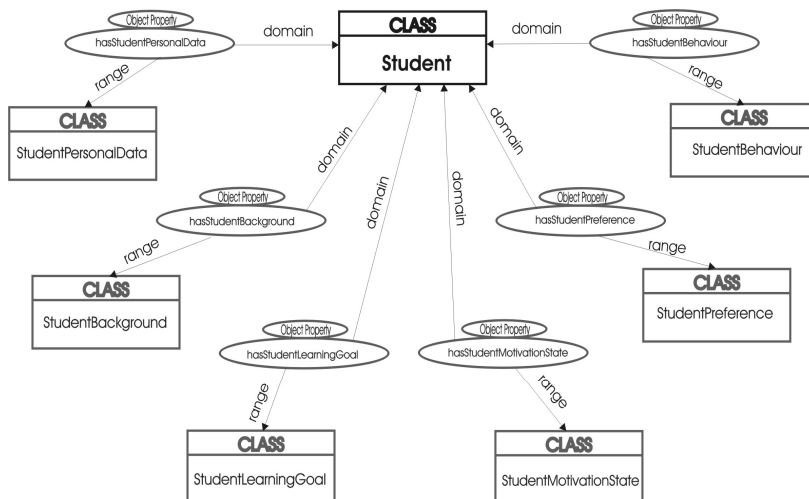 Object Property
hasStudentPersonalData
domain
range
CLASS
Student
domain
Object Property
hasStudentBehaviour
range
CLASS
StudentPersonalData
CLASS
StudentBehaviour
domain
domain
domain
domain
Object Property
hasStudentBackground
range
Object Property
hasStudentPreference
range
CLASS
StudentBackground
CLASS
StudentPreference
Object Property
hasStudentLearningGoal
range
Object Property
hasStudentMotivationState
range
CLASS
StudentLearningGoal
CLASS
StudentMotivationState